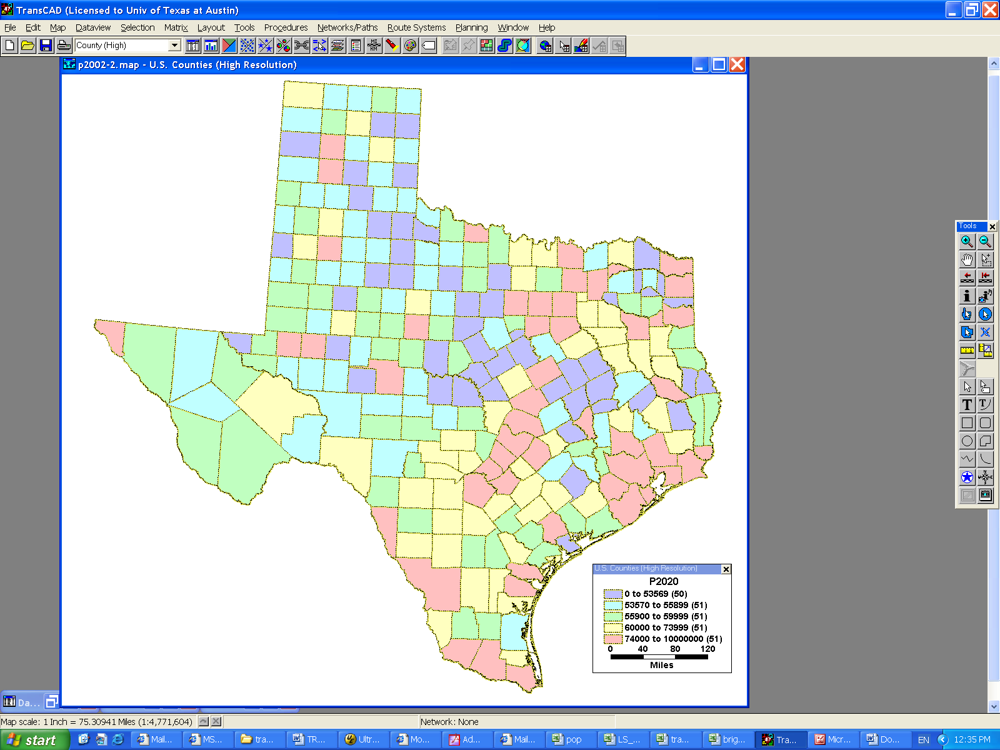 TransCAD (Licensed to Univ of Texas at Austin)
File Edit Map Dataview Selection Matrix Layout Tools Procedures Networks/Paths Route Systems Planning Window Help
County (High)
MI
KM
p2002-2.map - U.S. Counties (High Resolution)
Tools
U.S. Counties (High Resolution)
P2020
0 to 53569 (50)
53570 to 55899 (51)
55900 to 59999 (51)
60000 to 73999 (51)
74000 to 10000000 (51)
0 40 80 120
Miles
Da...
Map scale: 1 Inch = 75.30941 Miles (1:4,771,604)
Network: None
start
Mail...
MS...
tra...
TR...
Ultr...
Mo...
Ad...
Mail...
pop
LS_...
tra...
brig...
Tra...
Micr...
Do...
EN
12:35 PM